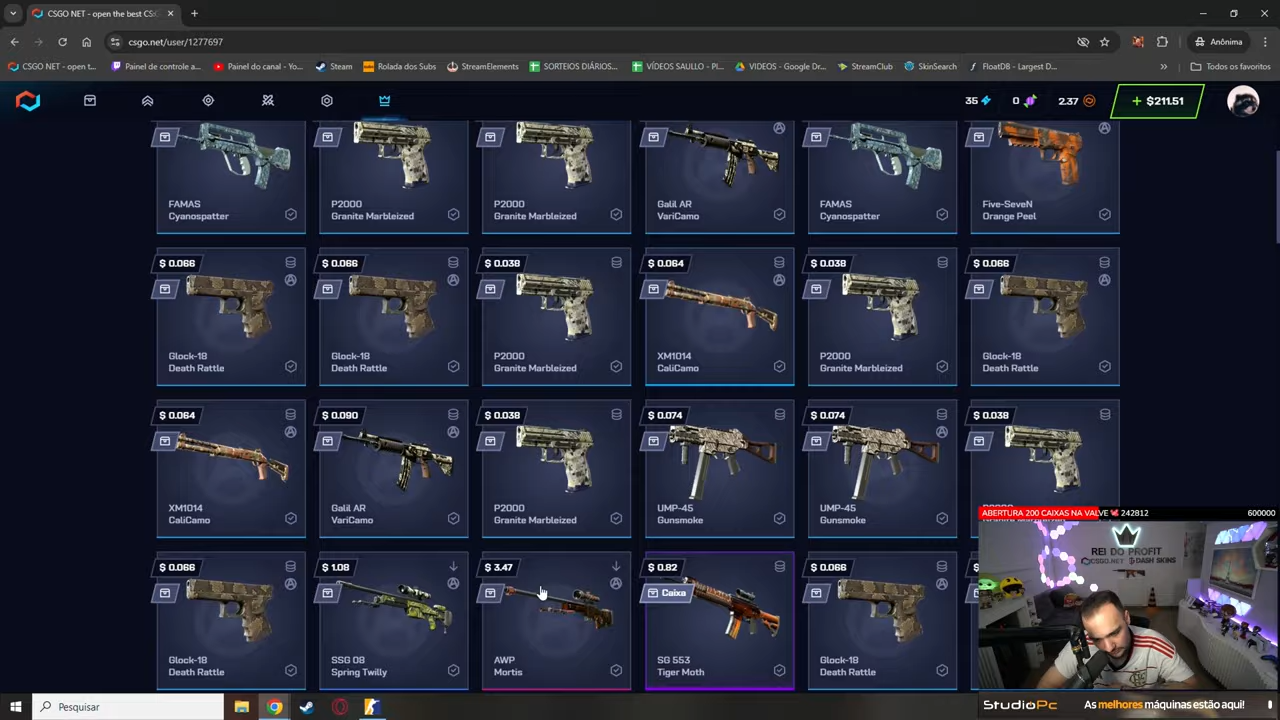 CSGO NET - open the best CS:
csgo.net/user/1277697
Anônima
CSGO NET - open t...
Painel de controle a...
Painel do canal - Yo...
Steam
Rolada dos Subs
StreamElements
SORTEIOS DIÁRIOS...
VÍDEOS SAULLO - PI...
VIDEOS - Google Dr...
StreamClub
SkinSearch
FloatDB - Largest D...
Todos os favoritos
35
0
2.37
+ $211.51
FAMAS
Cyanospatter
P2000
Granite Marbleized
P2000
Granite Marbleized
Galil AR
VariCamo
FAMAS
Cyanospatter
Five-SeveN
Orange Peel
$ 0.066
Glock-18
Death Rattle
$ 0.066
Glock-18
Death Rattle
$ 0.038
P2000
Granite Marbleized
$ 0.064
XM1014
CaliCamo
$ 0.038
P2000
Granite Marbleized
$ 0.066
Glock-18
Death Rattle
$ 0.064
XM1014
CaliCamo
$ 0.090
Galil AR
VariCamo
$ 0.038
P2000
Granite Marbleized
$ 0.074
UMP-45
Gunsmoke
$ 0.074
UMP-45
Gunsmoke
$ 0.038
ABERTURA 200 CAIXAS NA VALVE 242812
600000
$ 0.066
Glock-18
Death Rattle
$ 1.08
SSG 08
Spring Twilly
$ 3.47
AWP
Mortis
$ 0.82
Caixa
SG 553
Tiger Moth
$ 0.066
Glock-18
Death Rattle
REI DO PROFIT
CSGO.NET DASH SKINS
Pesquisar
StudioPc
As melhores máquinas estão aqui!